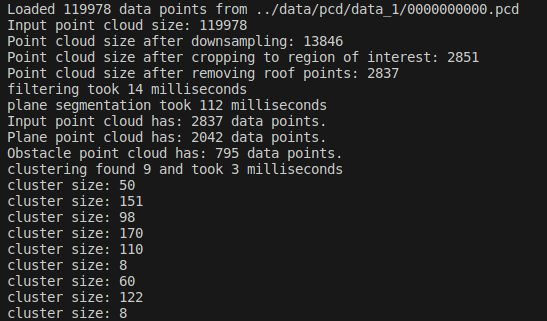 Loaded 119978 data points from ../data/pcd/data_1/0000000000.pcd
Input point cloud size: 119978
Point cloud size after downsampling: 13846
Point cloud size after cropping to region of interest: 2851
Point cloud size after removing roof points: 2837
filtering took 14 milliseconds
plane segmentation took 112 milliseconds
Input point cloud has: 2837 data points.
Plane point cloud has: 2042 data points.
Obstacle point cloud has: 795 data points.
clustering found 9 and took 3 milliseconds
cluster size: 50
cluster size: 151
cluster size: 98
cluster size: 170
cluster size: 110
cluster size: 8
cluster size: 60
cluster size: 122
cluster size: 8